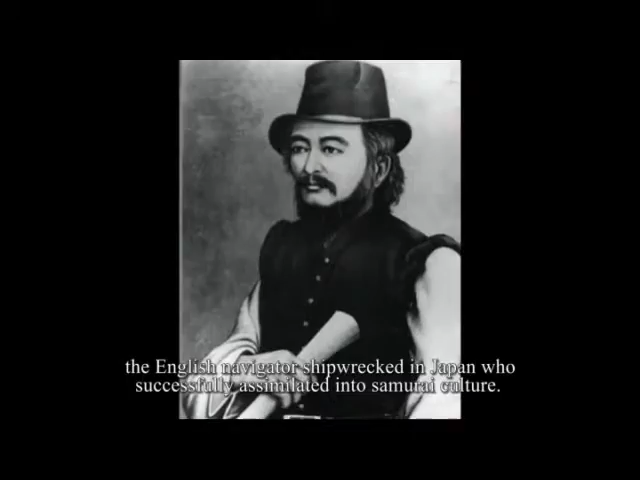 the English navigator shipwrecked in Japan who
successfully assimilated into samurai culture.